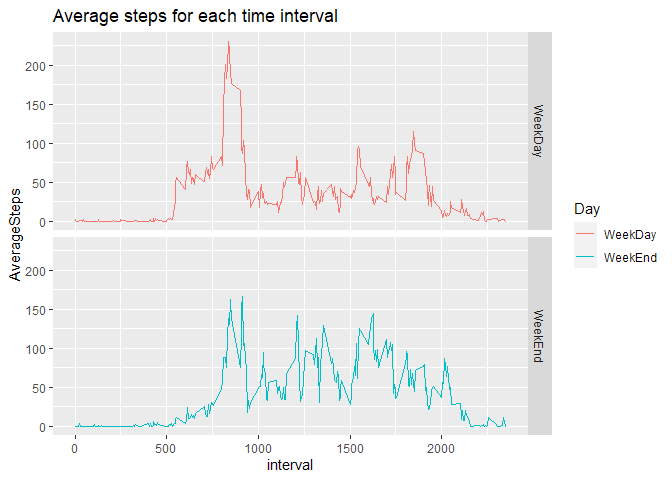 Average steps for each time interval
AverageSteps
200
150
100
50
0
WeekDay
200
150
100
50
0
WeekEnd
0 500 1000 1500 2000
interval
Day
WeekDay
WeekEnd